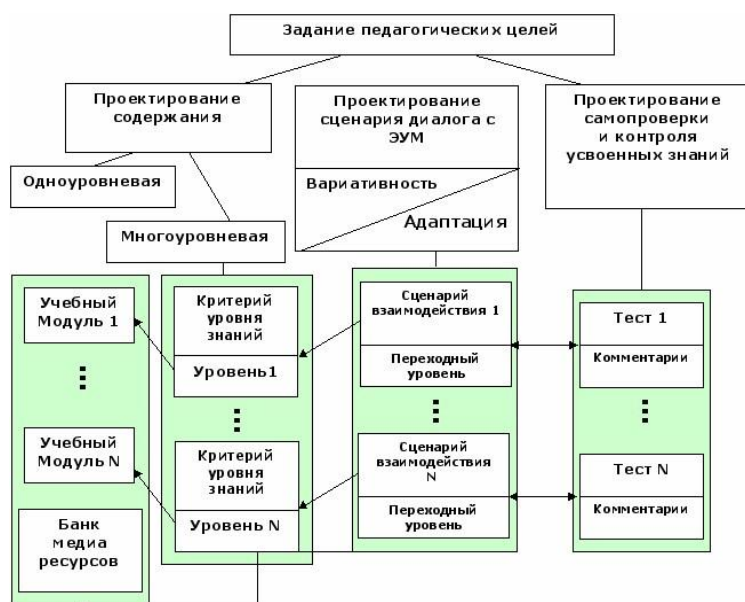 Задание педагогических целей
Проектирование
содержания
Проектирование
сценария диалога с
ЭУМ
Проектирование
самопроверки
и контроля
усвоенных знаний
Одноуровневая
Вариативность
Адаптация
Многоуровневая
Учебный
Модуль 1
Критерий
уровня
знаний
Уровень1
Сценарий
взаимодействия 1
Переходный
уровень
Тест 1
Комментарии
Учебный
Модуль N
Критерий
уровня
знаний
Уровень N
Сценарий
взаимодействия
N
Переходный
уровень
Тест N
Комментарии
Банк
медиа
ресурсов